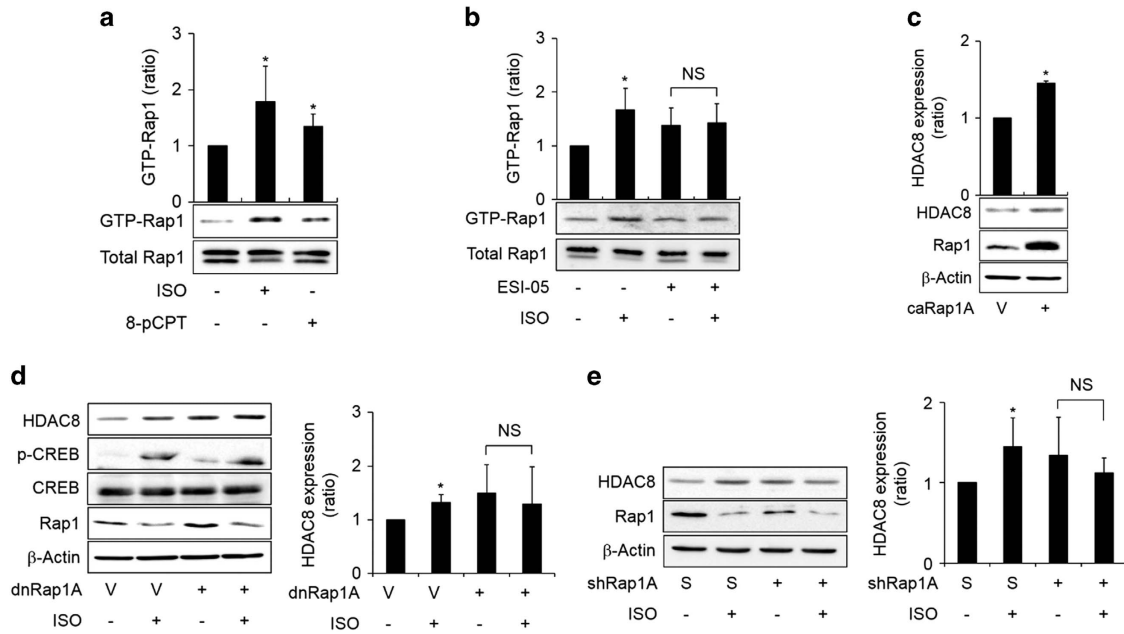 a
GTP-Rap1 (ratio)
3
2
1
0
* *
GTP-Rap1
Total Rap1
ISO - + -
8-pCPT - - +
b
GTP-Rap1 (ratio)
3
2
1
0
* NS
GTP-Rap1
Total Rap1
ESI-05 - - + +
ISO - + - +
c
HDAC8 expression
(ratio)
2
1
0
*
HDAC8
Rap1
β-Actin
caRap1A V +
d
HDAC8
p-CREB
CREB
Rap1
β-Actin
dnRap1A V V + +
ISO - + - +
HDAC8 expression
(ratio)
3
2
1
0
* NS
dnRap1A V V + +
ISO - + - +
e
HDAC8
Rap1
β-Actin
shRap1A S S + +
ISO - + - +
HDAC8 expression
(ratio)
2
1
0
* NS
shRap1A S S + +
ISO - + - +